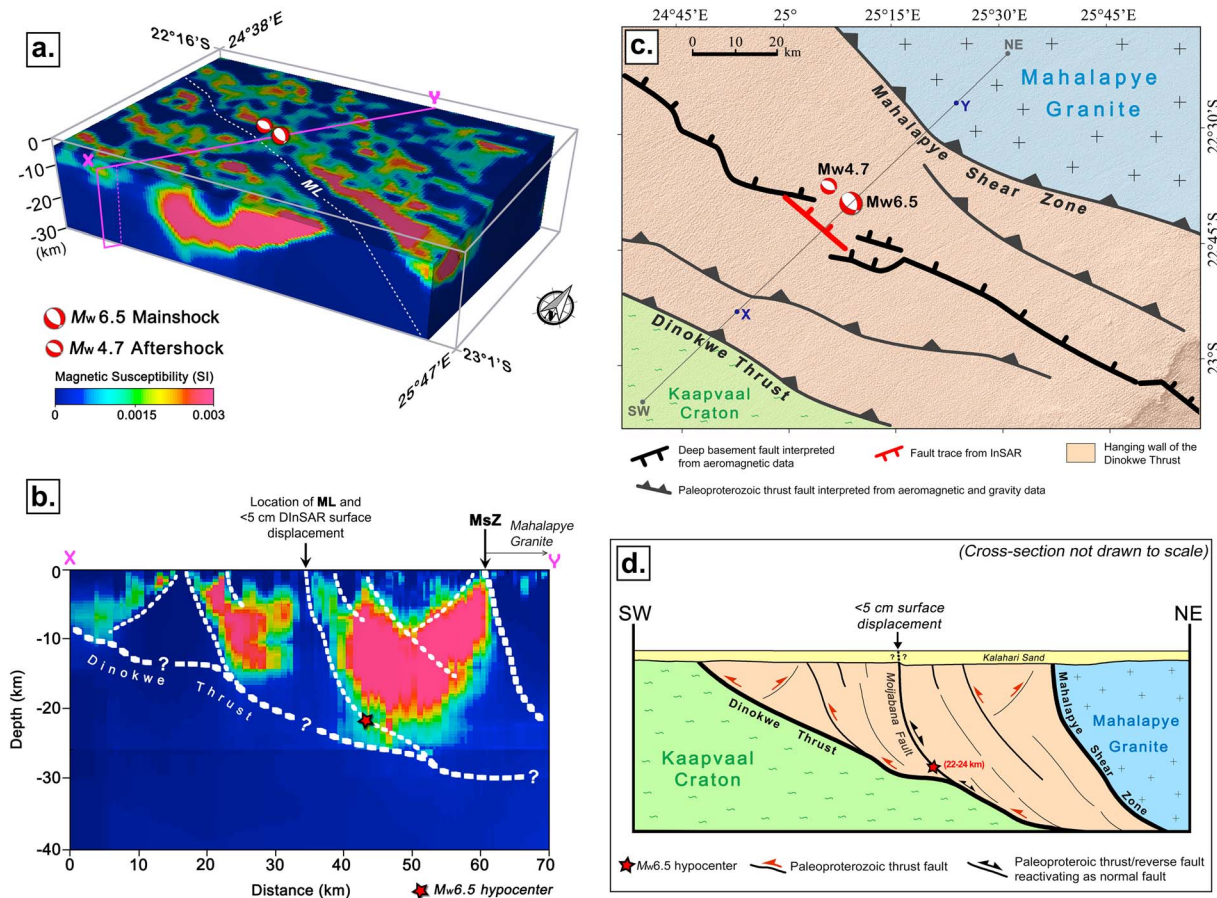 a.
22°16'S
24°38'E
X
Y
0
-10
-20
-30
(km)
ML
23°1'S
25°47'E
Mw 6.5 Mainshock
Mw 4.7 Aftershock
Magnetic Susceptibility (SI)
0 0.0015 0.003
b.
Location of ML and
<5 cm DInSAR surface
displacement
MsZ
Mahalapye
Granite
X
Y
0
-10
-20
-30
-40
Depth (km)
Dinokwe Thrust
?
?
?
0 10 20 30 40 50 60 70
Distance (km)
Mw6.5 hypocenter
c.
24°45'E 25° 25°15'E 25°30'E 25°45'E
0 10 20
km
NE
Y
Mahalapye
Granite
Mahalapye Shear Zone
22°30'S
22°45'S
23°S
Mw4.7
Mw6.5
X
Dinokwe Thrust
SW
Kaapvaal
Craton
Deep basement fault interpreted
from aeromagnetic data
Fault trace from InSAR
Hanging wall of the
Dinokwe Thrust
Paleoproterozoic thrust fault interpreted from aeromagnetic and gravity data
d.
(Cross-section not drawn to scale)
SW
NE
<5 cm surface
displacement
? ?
Kalahari Sand
Dinokwe Thrust
Moijabana Fault
(22-24 km)
Mahalapye Shear Zone
Mahalapye
Granite
Kaapvaal
Craton
Mw6.5 hypocenter
Paleoproterozoic thrust fault
Paleoproteroic thrust/reverse fault
reactivating as normal fault